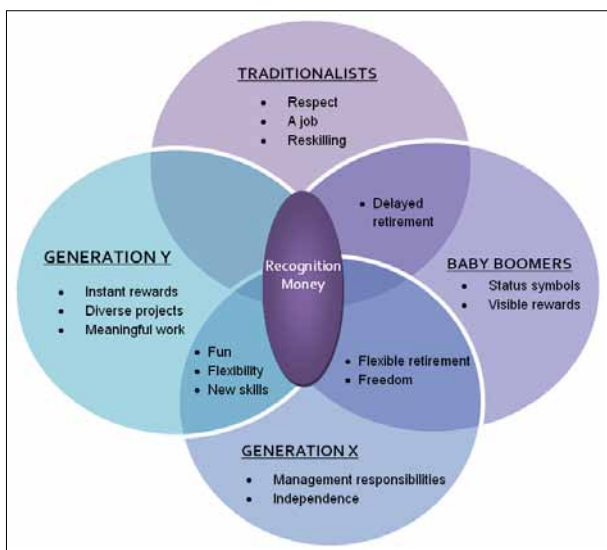 TRADITIONALISTS
• Respect
• A job
• Reskilling
• Delayed
retirement
GENERATION Y
• Instant rewards
• Diverse projects
• Meaningful work
Recognition
Money
BABY BOOMERS
• Status symbols
• Visible rewards
• Fun
• Flexibility
• New skills
• Flexible retirement
• Freedom
GENERATION X
• Management responsibilities
• Independence